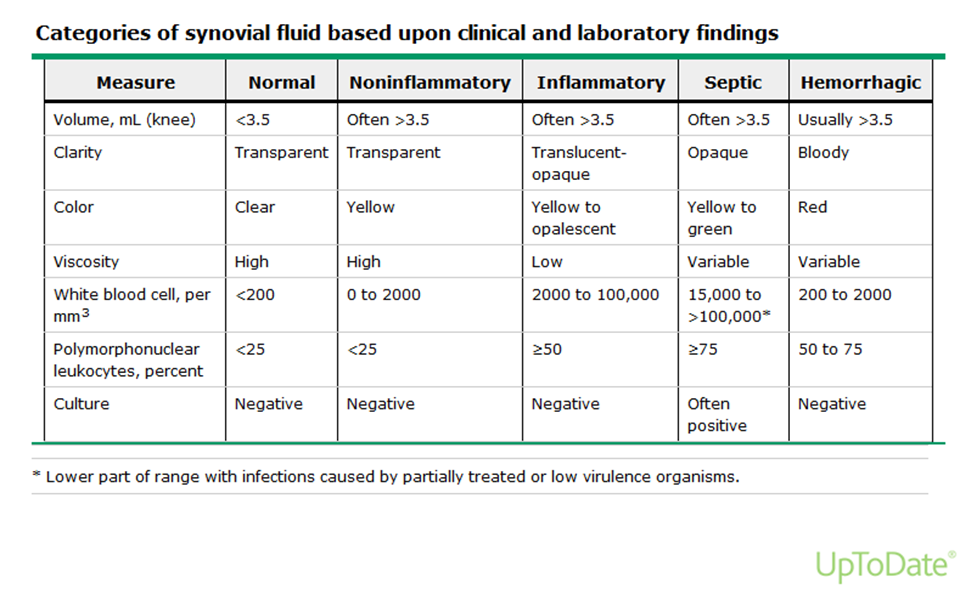 Categories of synovial fluid based upon clinical and laboratory findings
Measure Normal Noninflammatory Inflammatory Septic Hemorrhagic
Volume, mL (knee) <3.5 Often >3.5 Often >3.5 Often >3.5 Usually >3.5
Clarity Transparent Transparent Translucent- Opaque Bloody
opaque
Color Clear Yellow Yellow to Yellow to Red
opalescent green
Viscosity High High Low Variable Variable
White blood cell, per <200 0 to 2000 2000 to 100,000 15,000 to 200 to 2000
mm³ >100,000*
Polymorphonuclear <25 <25 ≥50 ≥75 50 to 75
leukocytes, percent
Culture Negative Negative Negative Often Negative
positive
* Lower part of range with infections caused by partially treated or low virulence organisms.
UpToDate®